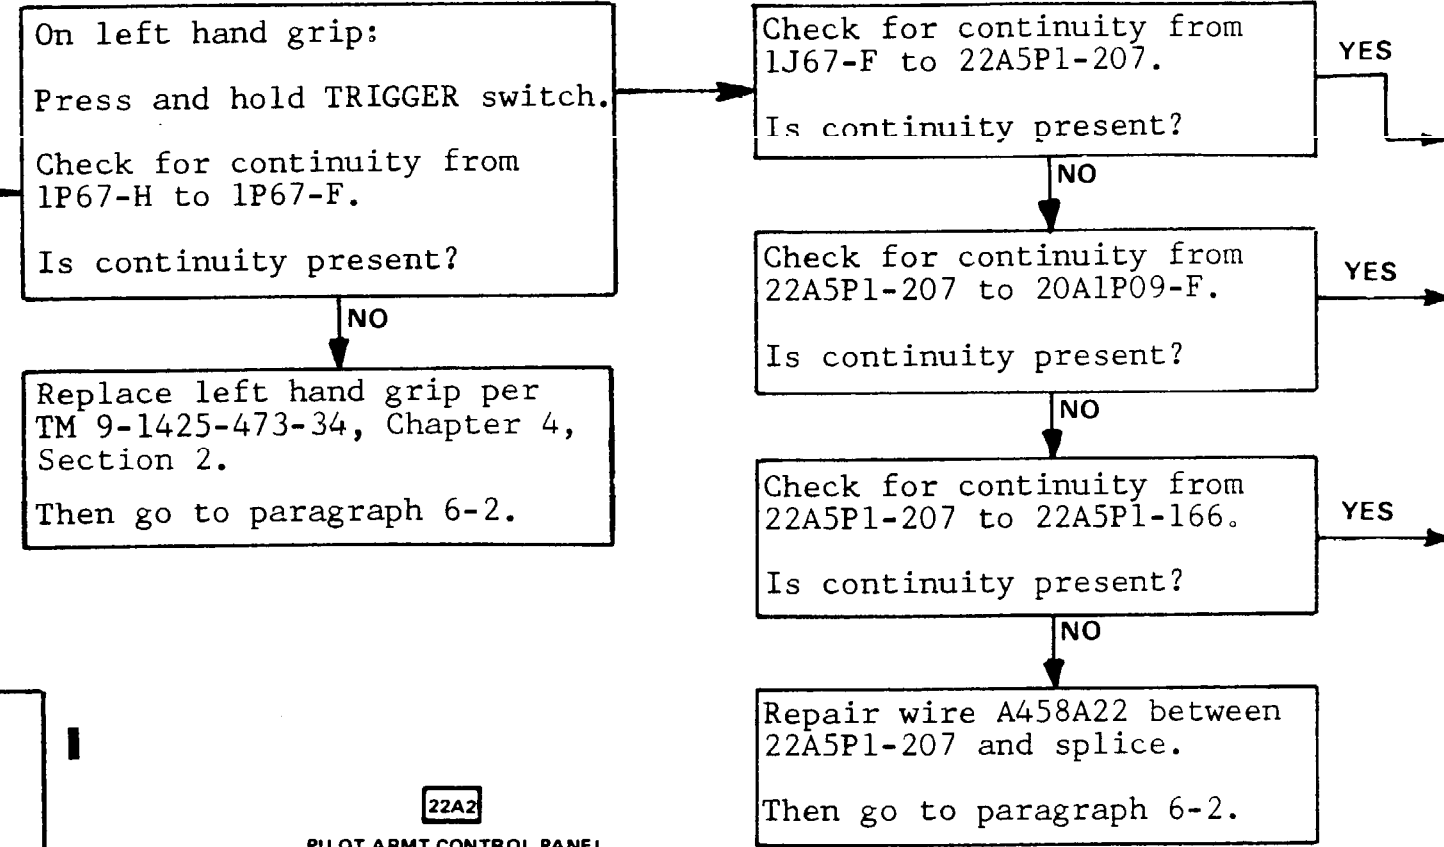 On left hand grip:
Press and hold TRIGGER switch.
Check for continuity from
1P67-H to 1P67-F.
Is continuity present?
NO
Replace left hand grip per
TM 9-1425-473-34, Chapter 4,
Section 2.
Then go to paragraph 6-2.
Check for continuity from
1J67-F to 22A5P1-207.
Is continuity present?
YES
NO
Check for continuity from
22A5P1-207 to 20A1P09-F.
Is continuity present?
YES
NO
Check for continuity from
22A5P1-207 to 22A5P1-166.
Is continuity present?
YES
NO
Repair wire A458A22 between
22A5P1-207 and splice.
Then go to paragraph 6-2.
22A2
PILOT ARMT CONTROL PANEL